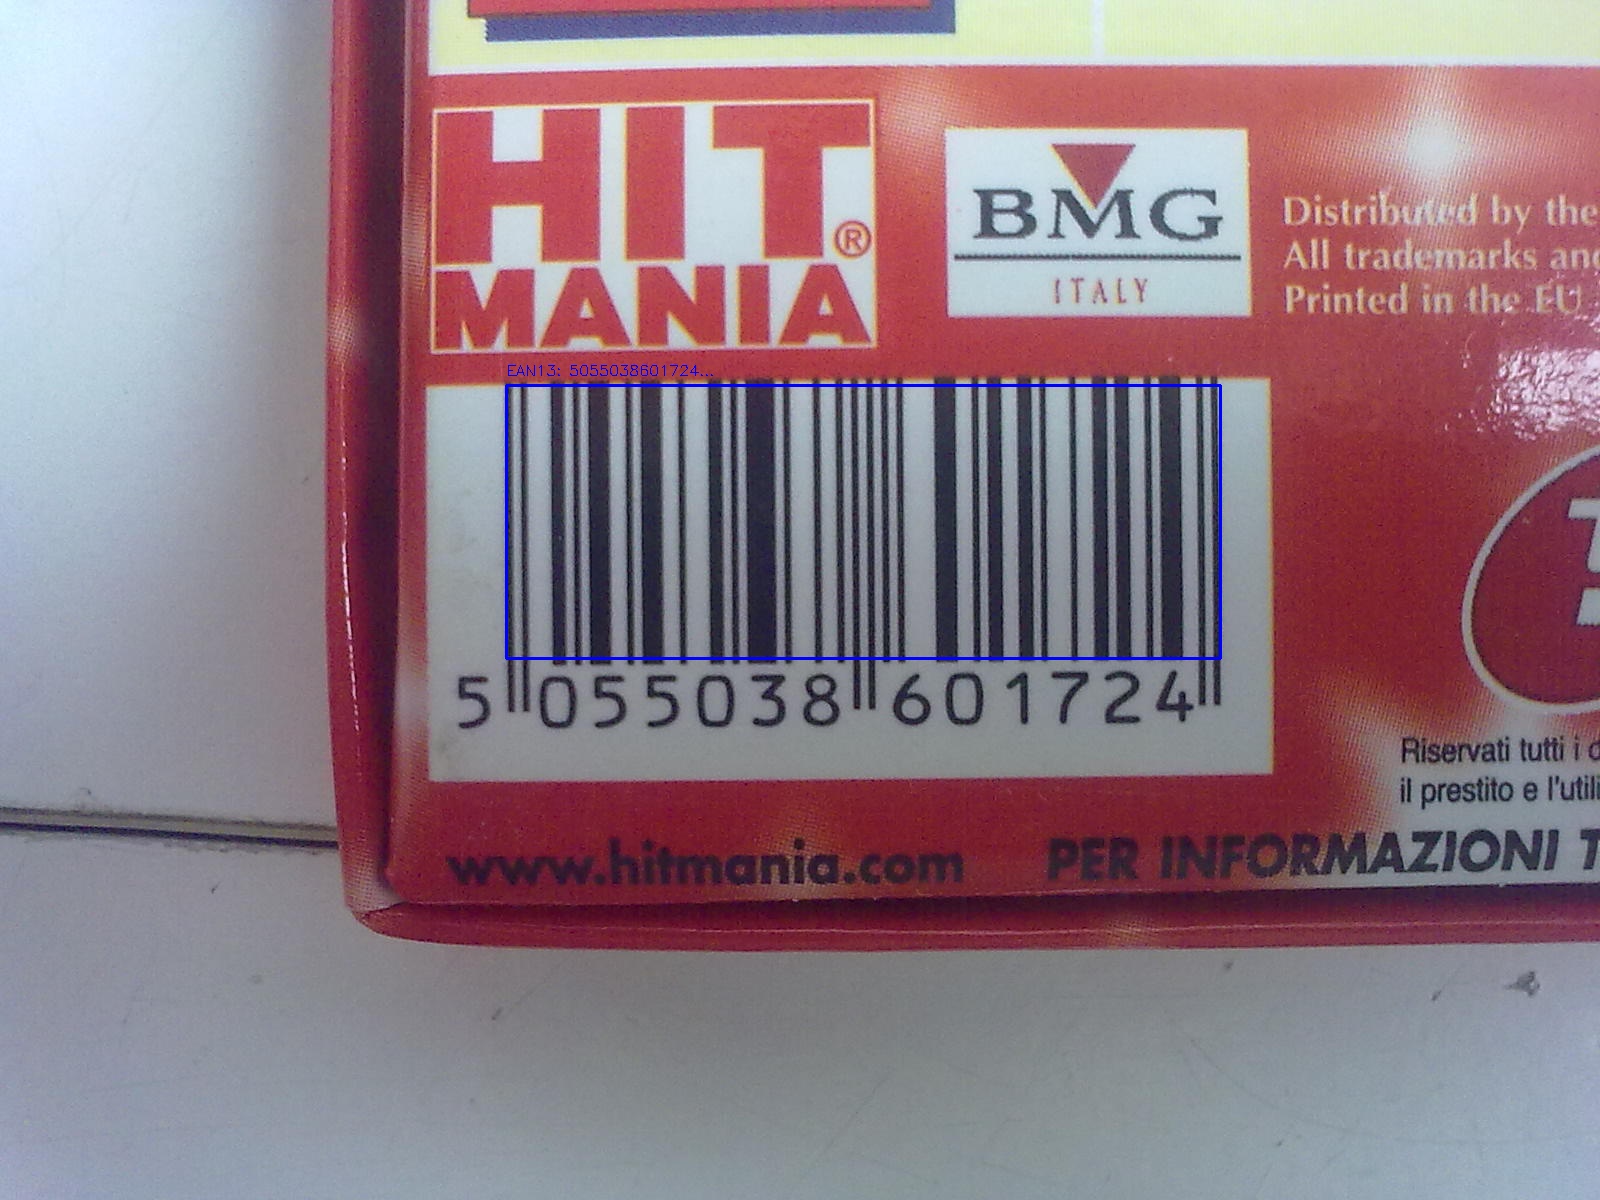 HIT
MANIA
®
BMG
ITALY
Distributed by the
All trademarks and
Printed in the EU
EAN13: 5055038601724...
5 055038 601724
Riservati tutti i d
il prestito e l'utili
www.hitmania.com
PER INFORMAZIONI T